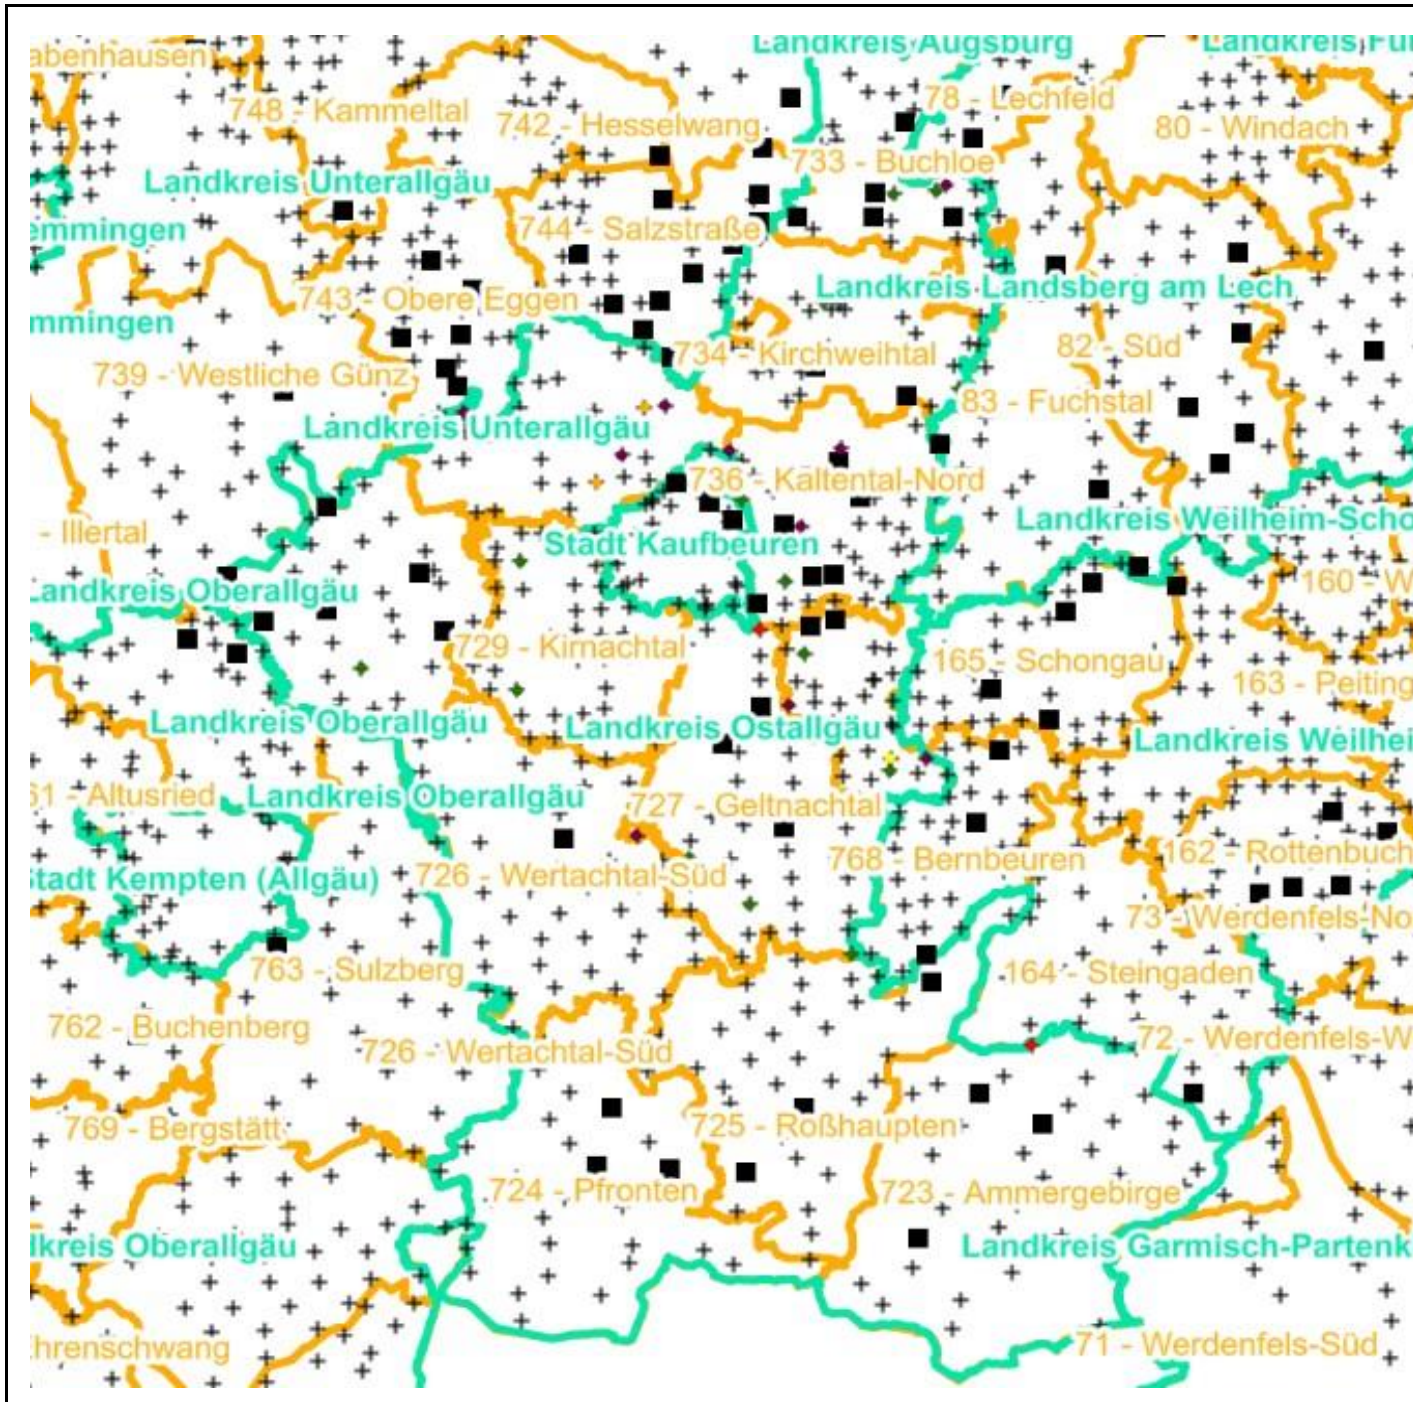 Landkreis Augsburg
abenhausen
78 - Lechfeld
748 - Kammeltal
742 - Hesselwang
80 - Windach
733 - Buchloe
Landkreis Unterallgäu
emmingen
744 - Salzstraße
Landkreis Landsberg am Lech
743 - Obere Eggen
mmingen
82 - Süd
734 - Kirchweihtal
739 - Westliche Günz
83 - Fuchstal
Landkreis Unterallgäu
736 - Kaltental-Nord
Landkreis Weilheim-Scho
- Illertal
Stadt Kaufbeuren
160 - W
Landkreis Oberallgäu
729 - Kirnachtal
165 - Schongau
163 - Peiting
Landkreis Oberallgäu
Landkreis Ostallgäu
Landkreis Weilhei
61 - Altusried
Landkreis Oberallgäu
727 - Geltnachtal
162 - Rottenbuch
768 - Bernbeuren
Stadt Kempten (Allgäu)
726 - Wertachtal-Süd
73 - Werdenfels-No
763 - Sulzberg
164 - Steingaden
762 - Buchenberg
72 - Werdenfels-W
726 - Wertachtal-Süd
769 - Bergstätt
725 - Roßhaupten
724 - Pfronten
723 - Ammergebirge
dkreis Oberallgäu
Landkreis Garmisch-Partenk
71 - Werdenfels-Süd
hrenschwang